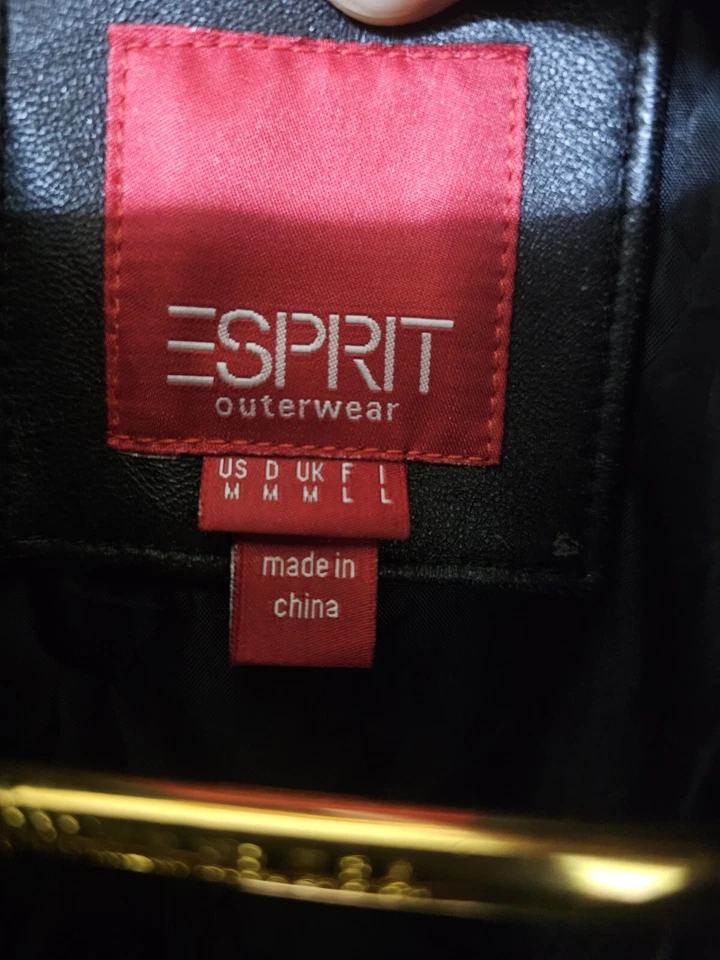 ESPRIT
outerwear
US D UK F I
M M M L L
made in
china